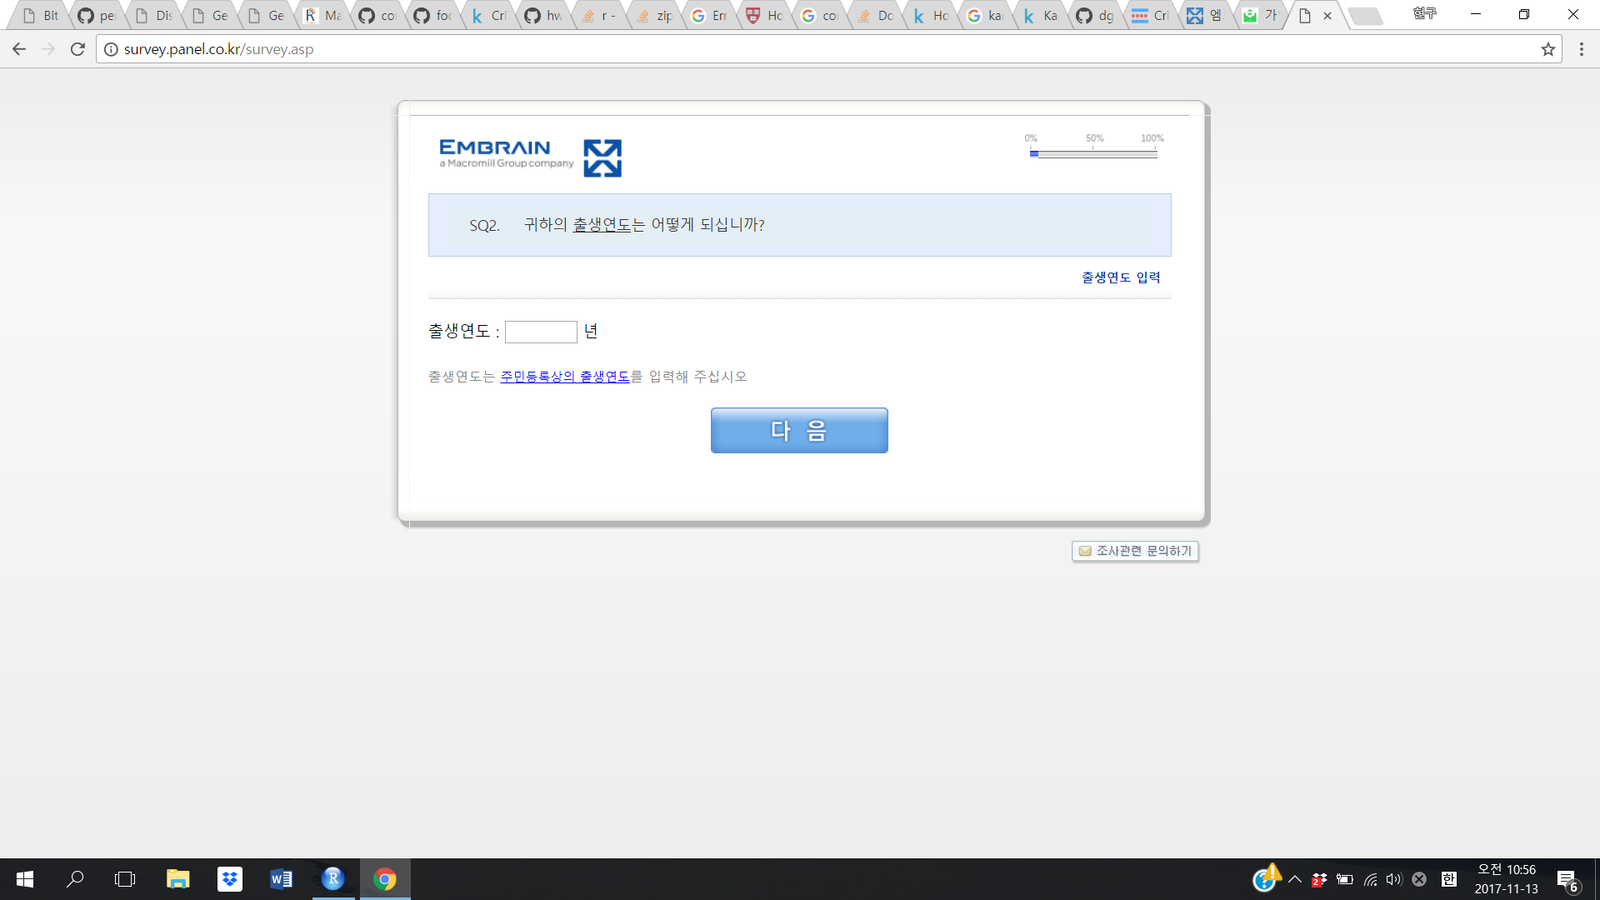 BIt
pe
Dis
Ge
Ge
Ma
co
foo
Cri
hw
r -
zip
Err
Ho
co
Do
Ho
ka
Ka
dg
Cri
엠
가
현구
survey.panel.co.kr/survey.asp
EMBRAIN
a Macromill Group company
0% 50% 100%
SQ2. 귀하의 출생연도는 어떻게 되십니까?
출생연도 입력
출생연도 : 년
출생연도는 주민등록상의 출생연도를 입력해 주십시오
다 음
조사관련 문의하기
오전 10:56
한
2017-11-13
2
6